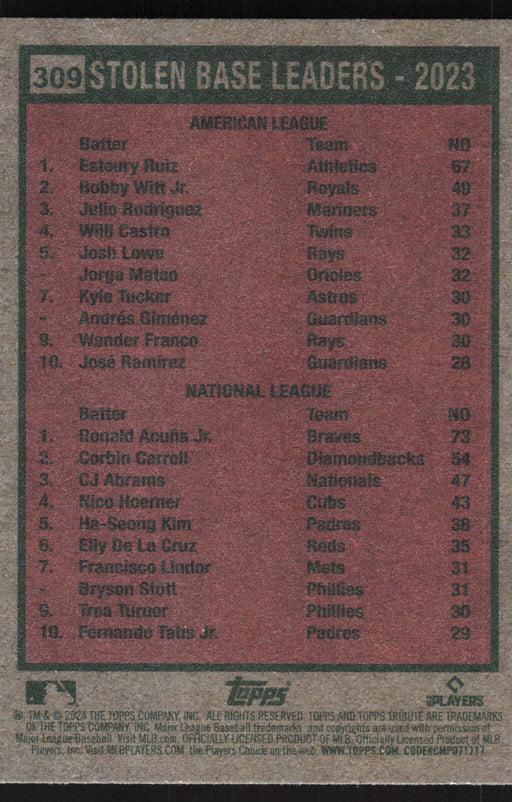 309 STOLEN BASE LEADERS - 2023
AMERICAN LEAGUE
Batter Team NO
1. Esteury Ruiz Athletics 67
2. Bobby Witt Jr. Royals 49
3. Julio Rodríguez Mariners 37
4. Willi Castro Twins 33
5. Josh Lowe Rays 32
- Jorge Mateo Orioles 32
7. Kyle Tucker Astros 30
- Andrés Giménez Guardians 30
9. Wander Franco Rays 30
10. José Ramírez Guardians 28
NATIONAL LEAGUE
Batter Team NO
1. Ronald Acuña Jr. Braves 73
2. Corbin Carroll Diamondbacks 54
3. CJ Abrams Nationals 47
4. Nico Hoerner Cubs 43
5. Ha-Seong Kim Padres 38
6. Elly De La Cruz Reds 35
7. Francisco Lindor Mets 31
- Bryson Stott Phillies 31
9. Trea Turner Phillies 30
10. Fernando Tatis Jr. Padres 29
Topps
PLAYERS
®, TM & © 2024 THE TOPPS COMPANY, INC. ALL RIGHTS RESERVED. TOPPS AND TOPPS TRIBUTE ARE TRADEMARKS
OF THE TOPPS COMPANY, INC. Major League Baseball trademarks and copyrights are used with permission of
Major League Baseball. Visit MLB.com. OFFICIALLY LICENSED PRODUCT OF MLB Officially Licensed Product of MLB
Players, Inc. Visit MLBPLAYERS.com, the Players Choice on the web. WWW.TOPPS.COM. CODE#CMP071717